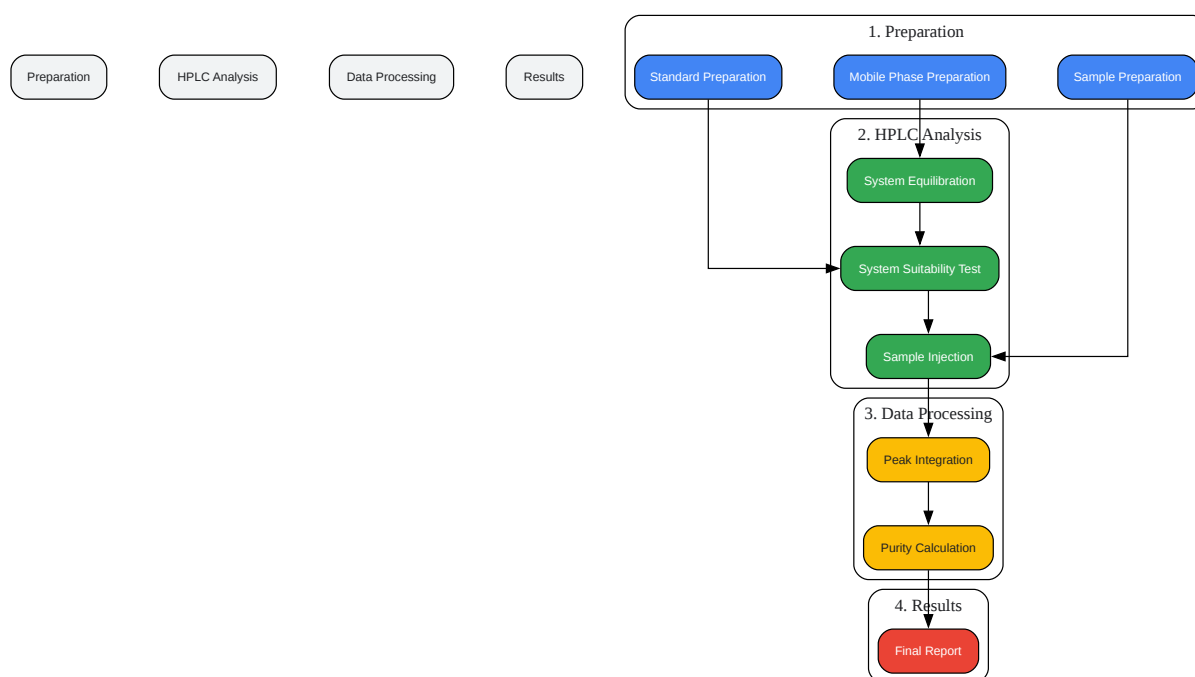 Preparation
HPLC Analysis
Data Processing
Results
1. Preparation
Standard Preparation
Mobile Phase Preparation
Sample Preparation
2. HPLC Analysis
System Equilibration
System Suitability Test
Sample Injection
3. Data Processing
Peak Integration
Purity Calculation
4. Results
Final Report